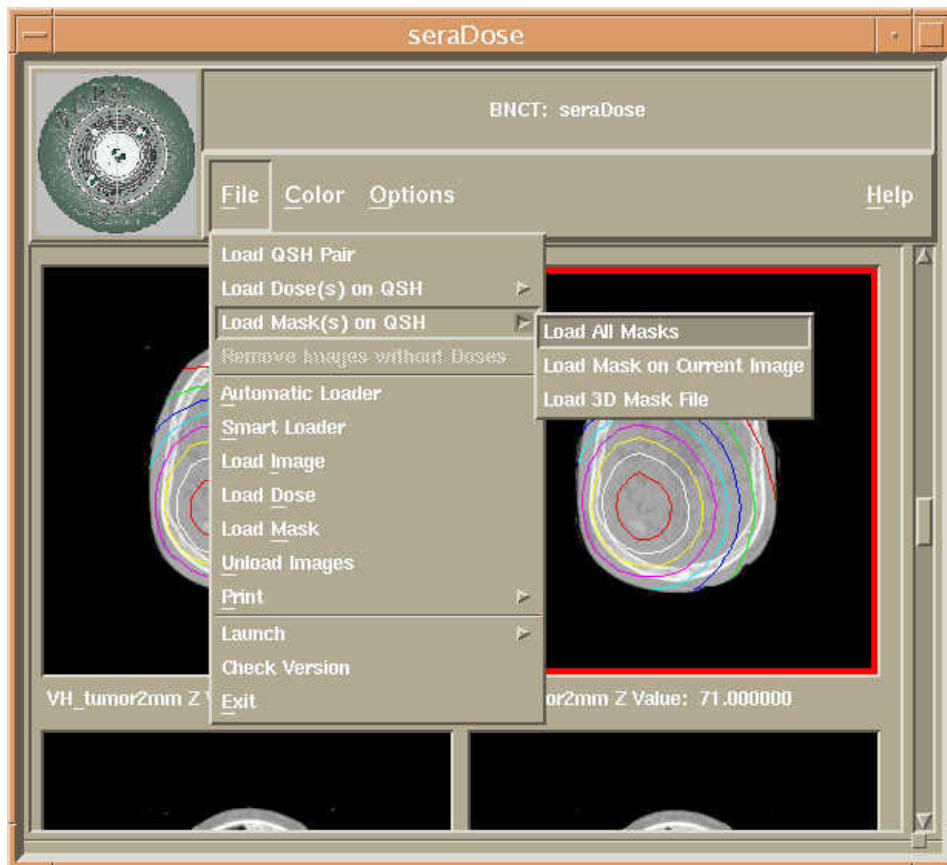 seraDose
BNCT: seraDose
File Color Options Help
Load QSH Pair
Load Dose(s) on QSH
Load Mask(s) on QSH
Remove Images without Doses
Automatic Loader
Smart Loader
Load Image
Load Dose
Load Mask
Unload Images
Print
Launch
Check Version
Exit
Load All Masks
Load Mask on Current Image
Load 3D Mask File
VH_tumor2mm Z
or2mm Z Value: 71.000000